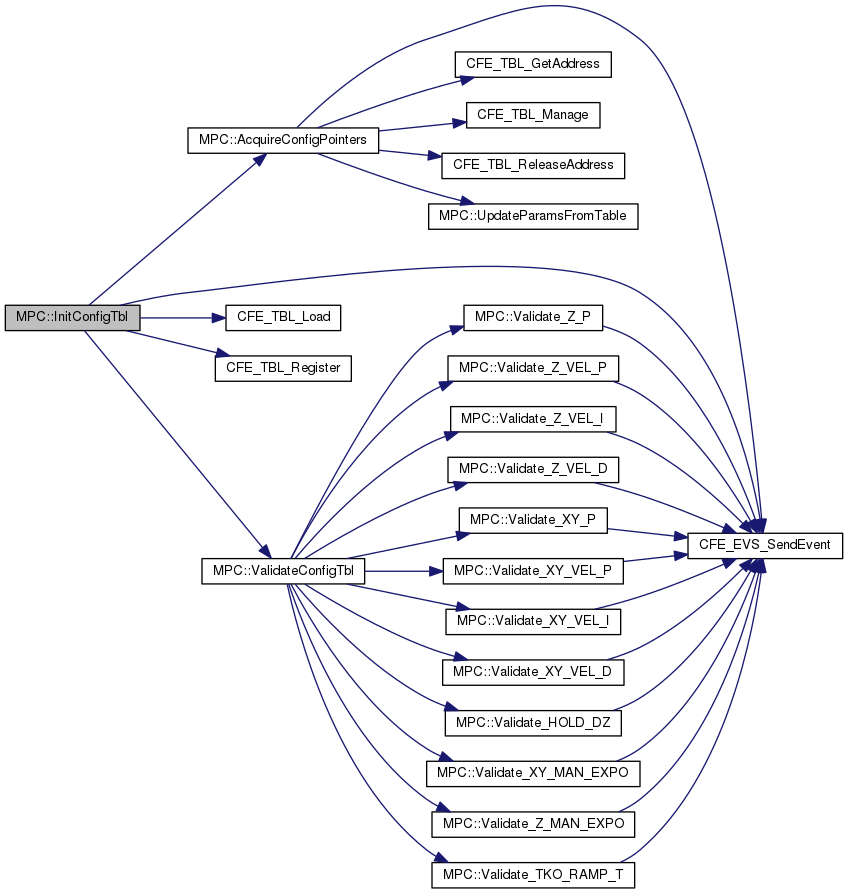 CFE_TBL_GetAddress
CFE_TBL_Manage
MPC::AcquireConfigPointers
CFE_TBL_ReleaseAddress
MPC::UpdateParamsFromTable
MPC::InitConfigTbl
CFE_TBL_Load
MPC::Validate_Z_P
CFE_TBL_Register
MPC::Validate_Z_VEL_P
MPC::Validate_Z_VEL_I
MPC::Validate_Z_VEL_D
MPC::Validate_XY_P
CFE_EVS_SendEvent
MPC::ValidateConfigTbl
MPC::Validate_XY_VEL_P
MPC::Validate_XY_VEL_I
MPC::Validate_XY_VEL_D
MPC::Validate_HOLD_DZ
MPC::Validate_XY_MAN_EXPO
MPC::Validate_Z_MAN_EXPO
MPC::Validate_TKO_RAMP_T